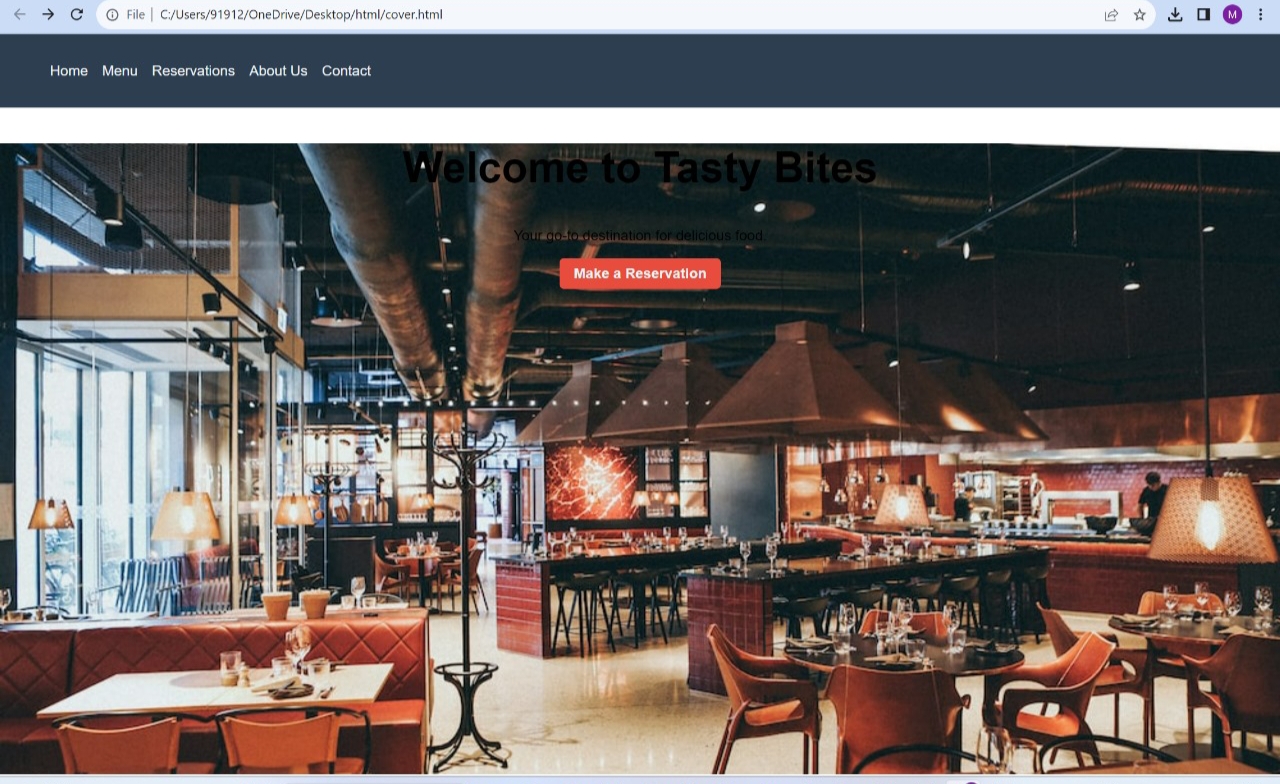 File | C:/Users/91912/OneDrive/Desktop/html/cover.html
M
Home Menu Reservations About Us Contact
Welcome to Tasty Bites
Your go-to destination for delicious food.
Make a Reservation